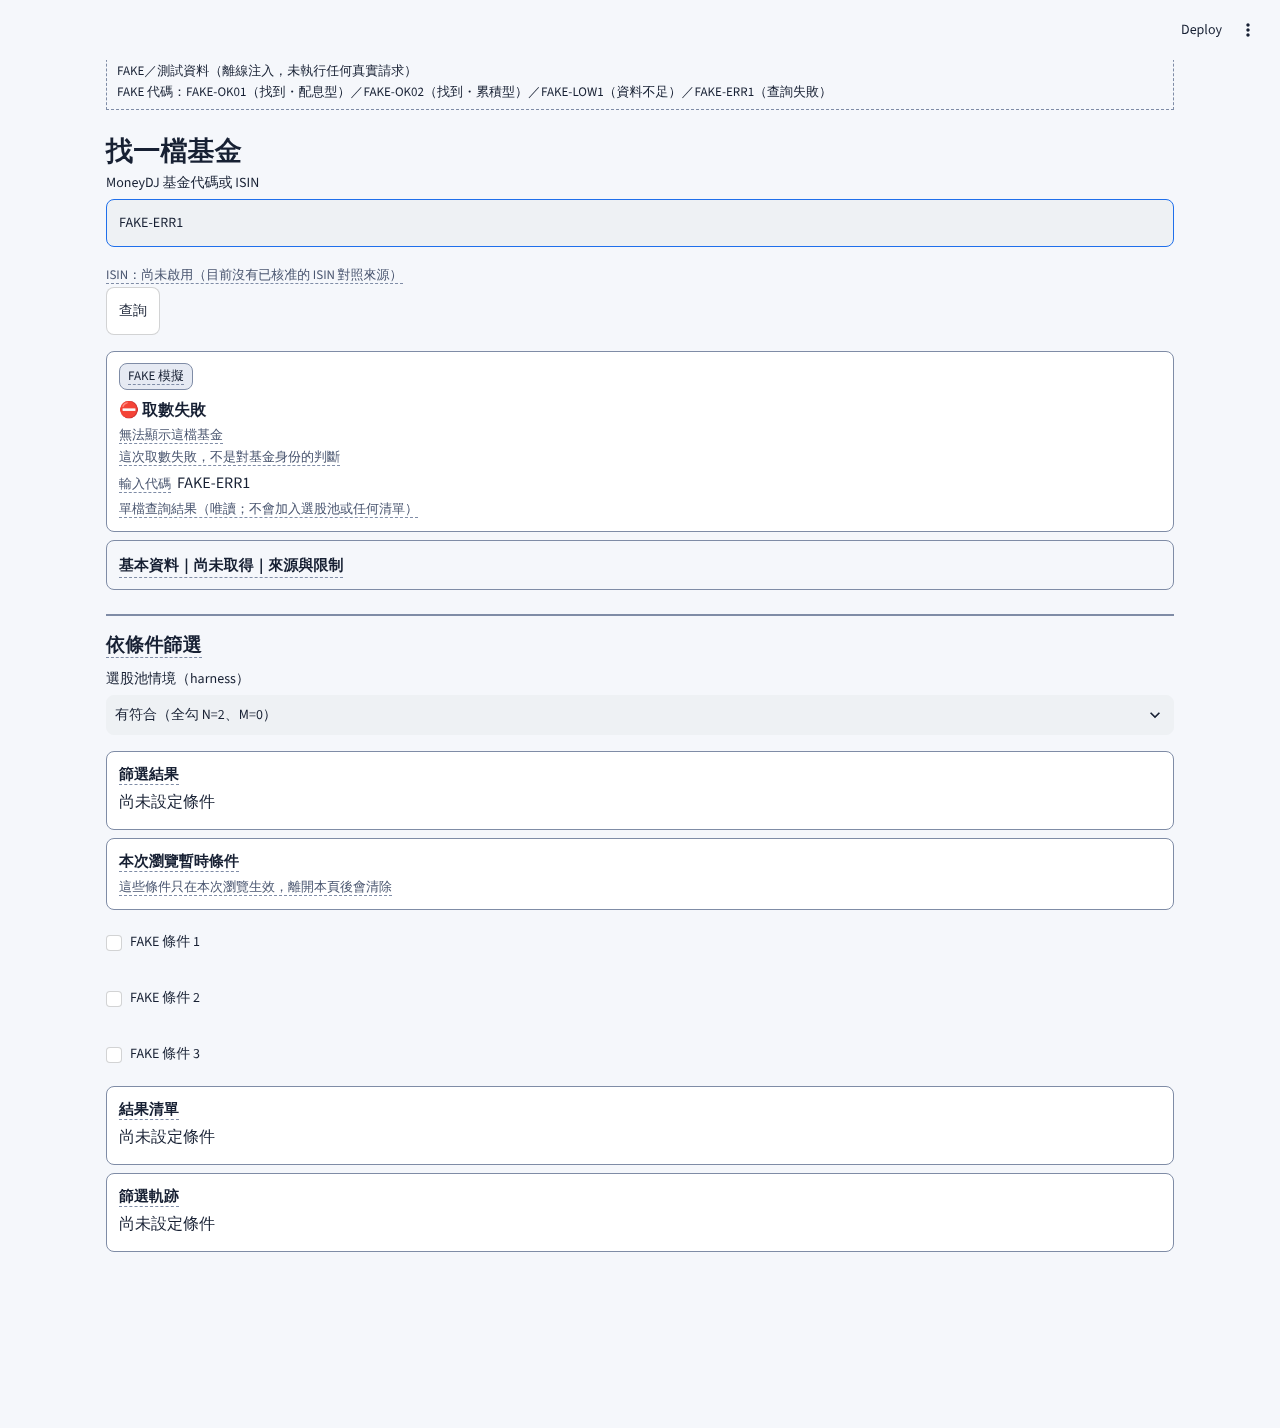 Deploy
FAKE／測試資料（離線注入，未執行任何真實請求）
FAKE 代碼：FAKE-OK01（找到・配息型）／FAKE-OK02（找到・累積型）／FAKE-LOW1（資料不足）／FAKE-ERR1（查詢失敗）
找一檔基金
MoneyDJ 基金代碼或 ISIN
FAKE-ERR1
ISIN：尚未啟用（目前沒有已核准的 ISIN 對照來源）
查詢
FAKE 模擬
⛔ 取數失敗
無法顯示這檔基金
這次取數失敗，不是對基金身份的判斷
輸入代碼 FAKE-ERR1
單檔查詢結果（唯讀；不會加入選股池或任何清單）
基本資料｜尚未取得｜來源與限制
依條件篩選
選股池情境（harness）
有符合（全勾 N=2、M=0）
篩選結果
尚未設定條件
本次瀏覽暫時條件
這些條件只在本次瀏覽生效，離開本頁後會清除
FAKE 條件 1
FAKE 條件 2
FAKE 條件 3
結果清單
尚未設定條件
篩選軌跡
尚未設定條件